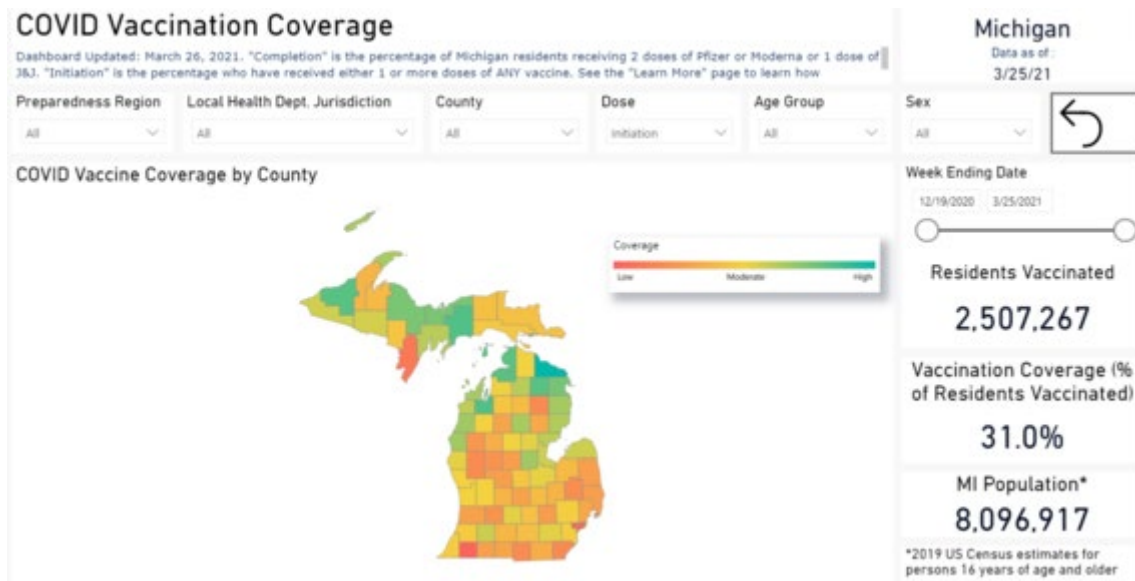 COVID Vaccination Coverage
Dashboard Updated: March 26, 2021. "Completion" is the percentage of Michigan residents receiving 2 doses of Pfizer or Moderna or 1 dose of
J&J. "Initiation" is the percentage who have received either 1 or more doses of ANY vaccine. See the "Learn More" page to learn how
Michigan
Data as of :
3/25/21
Preparedness Region
Local Health Dept. Jurisdiction
County
Dose
Age Group
Sex
All
All
All
Initiation
All
All
COVID Vaccine Coverage by County
Coverage
Low
Moderate
High
Week Ending Date
12/19/2020
3/25/2021
Residents Vaccinated
2,507,267
Vaccination Coverage (%
of Residents Vaccinated)
31.0%
MI Population*
8,096,917
*2019 US Census estimates for
persons 16 years of age and older